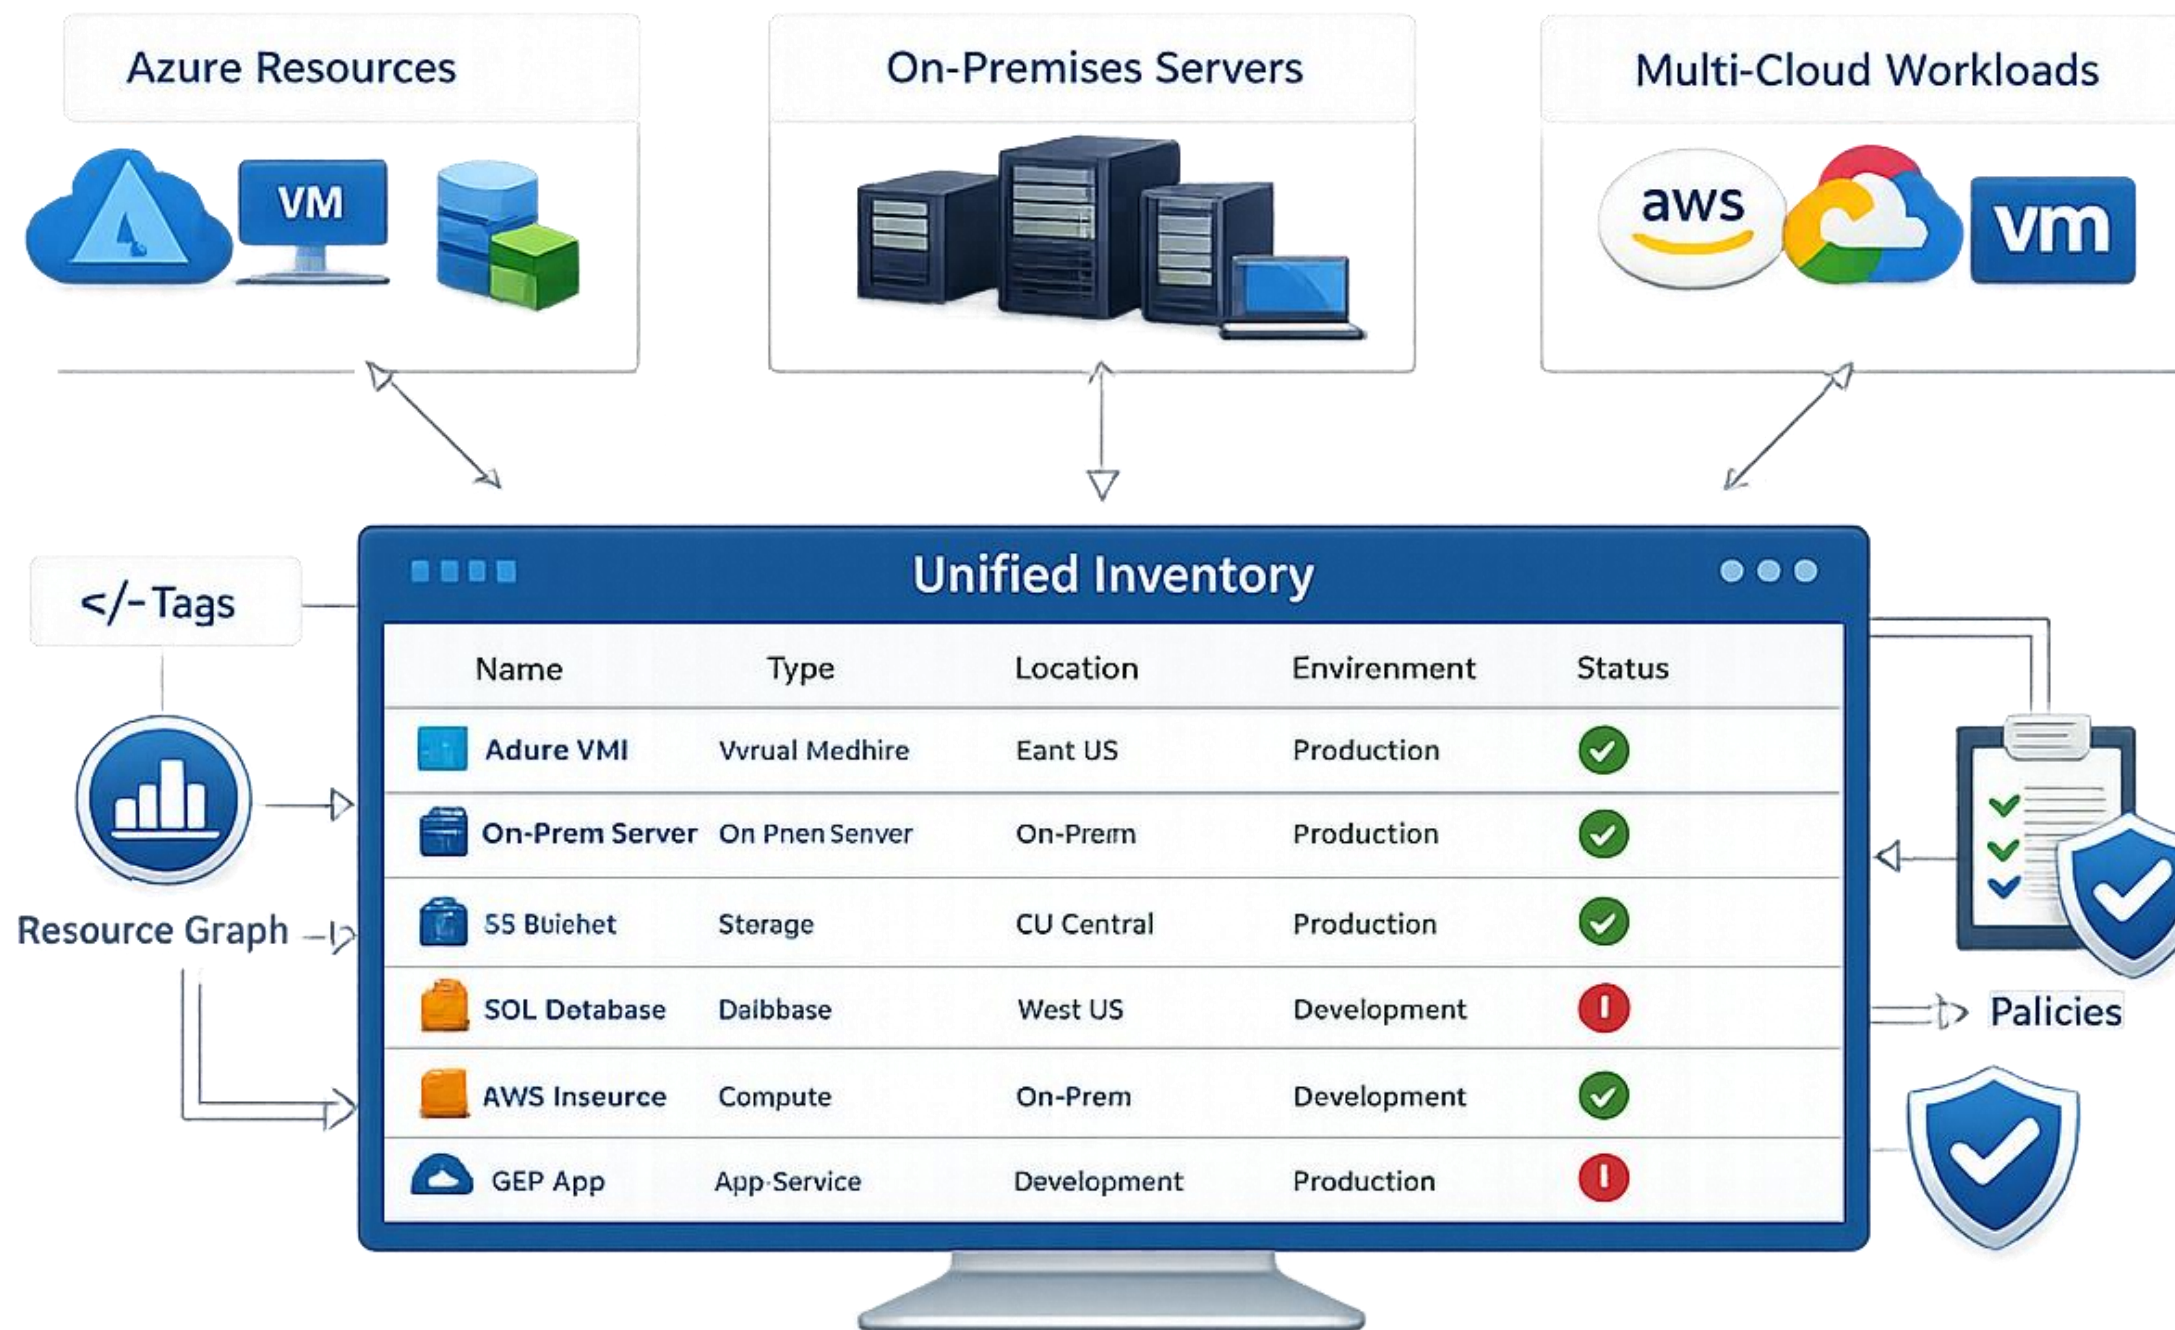 Azure Resources
On-Premises Servers
Multi-Cloud Workloads
VM
aws
vm
Unified Inventory
</-Tags
Name Type Location Envirenment Status
Adure VMI Vvrual Medhire Eant US Production
On-Prem Server On Pnen Senver On-Prem Production
Resource Graph
S5 Buiehet Sterage CU Central Production
SOL Detabase Daibbase West US Development
Palicies
AWS Inseurce Compute On-Prem Development
GEP App App-Service Development Production